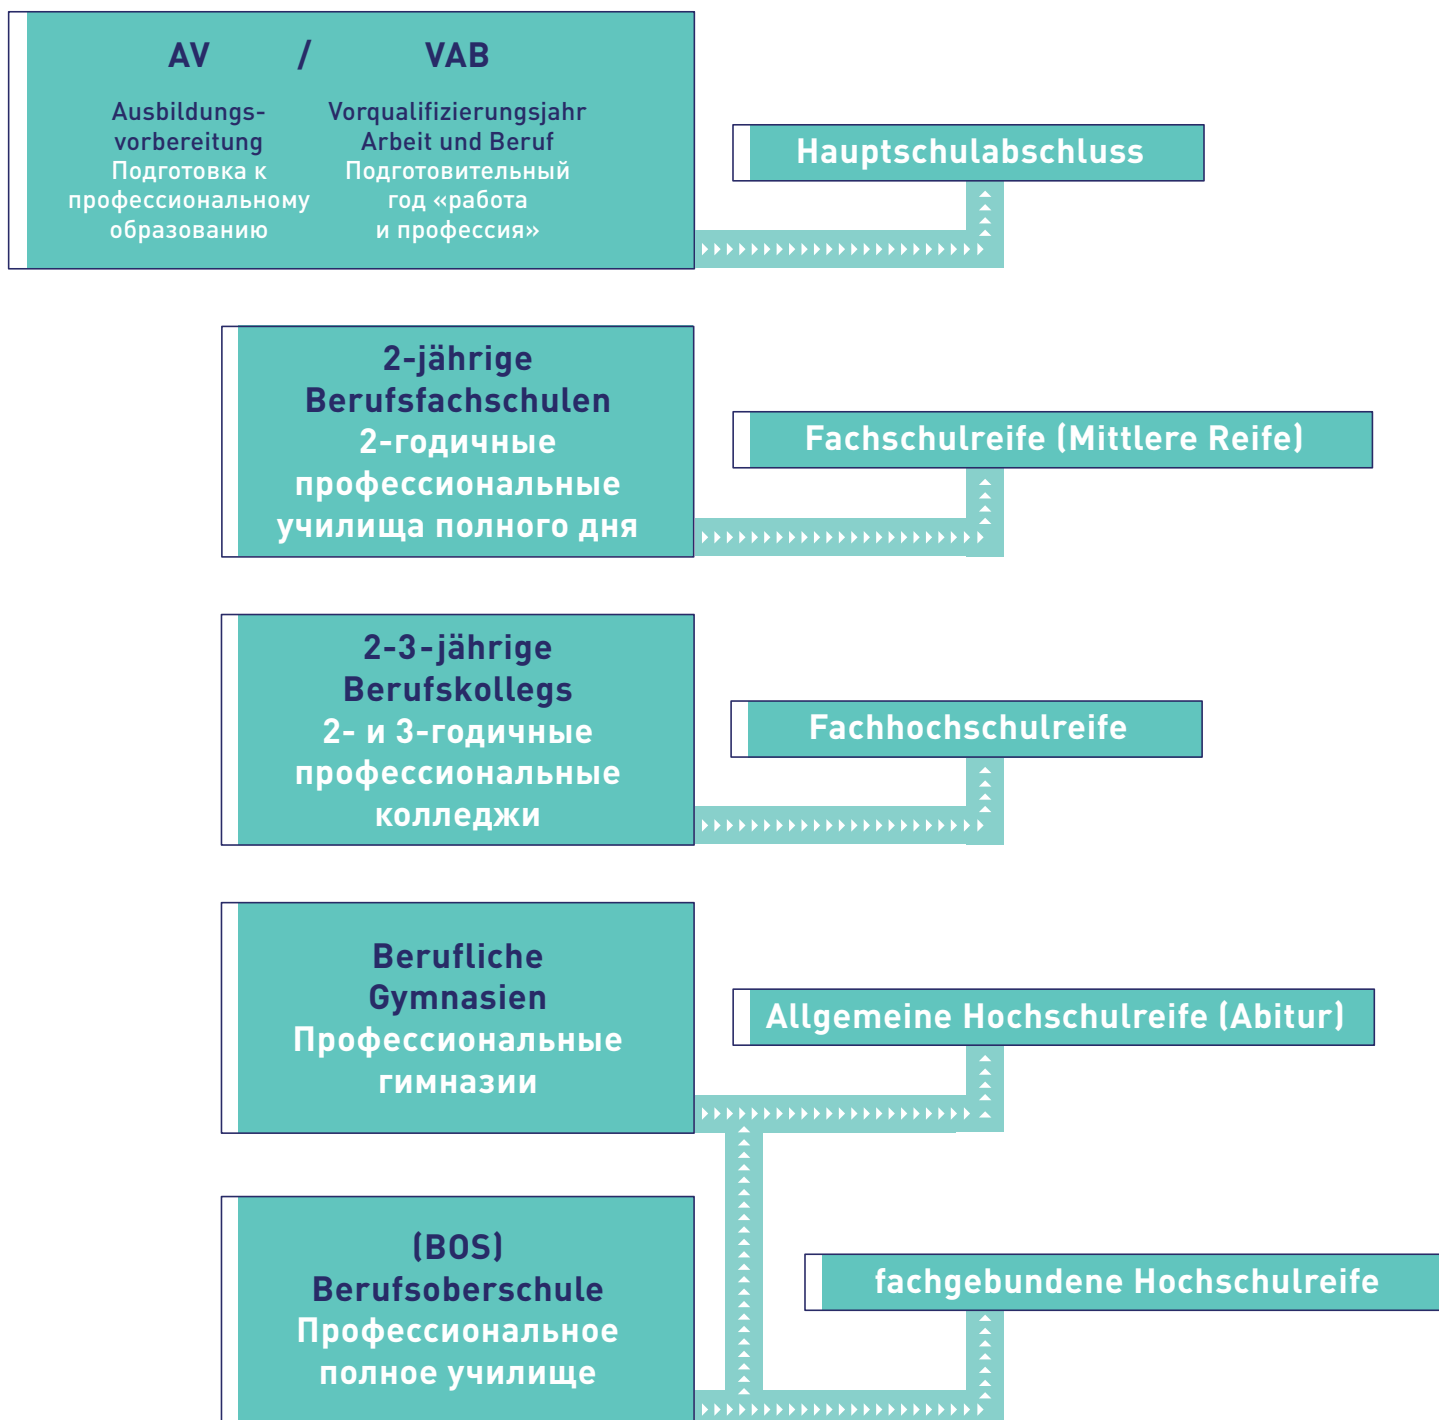 AV / VAB
Ausbildungs-
vorbereitung
Подготовка к
профессиональному
образованию
Vorqualifizierungsjahr
Arbeit und Beruf
Подготовительный
год «работа
и профессия»
Hauptschulabschluss
2-jährige
Berufsfachschulen
2-годичные
профессиональные
училища полного дня
Fachschulreife (Mittlere Reife)
2-3-jährige
Berufskollegs
2- и 3-годичные
профессиональные
колледжи
Fachhochschulreife
Berufliche
Gymnasien
Профессиональные
гимназии
Allgemeine Hochschulreife (Abitur)
(BOS)
Berufsoberschule
Профессиональное
полное училище
fachgebundene Hochschulreife